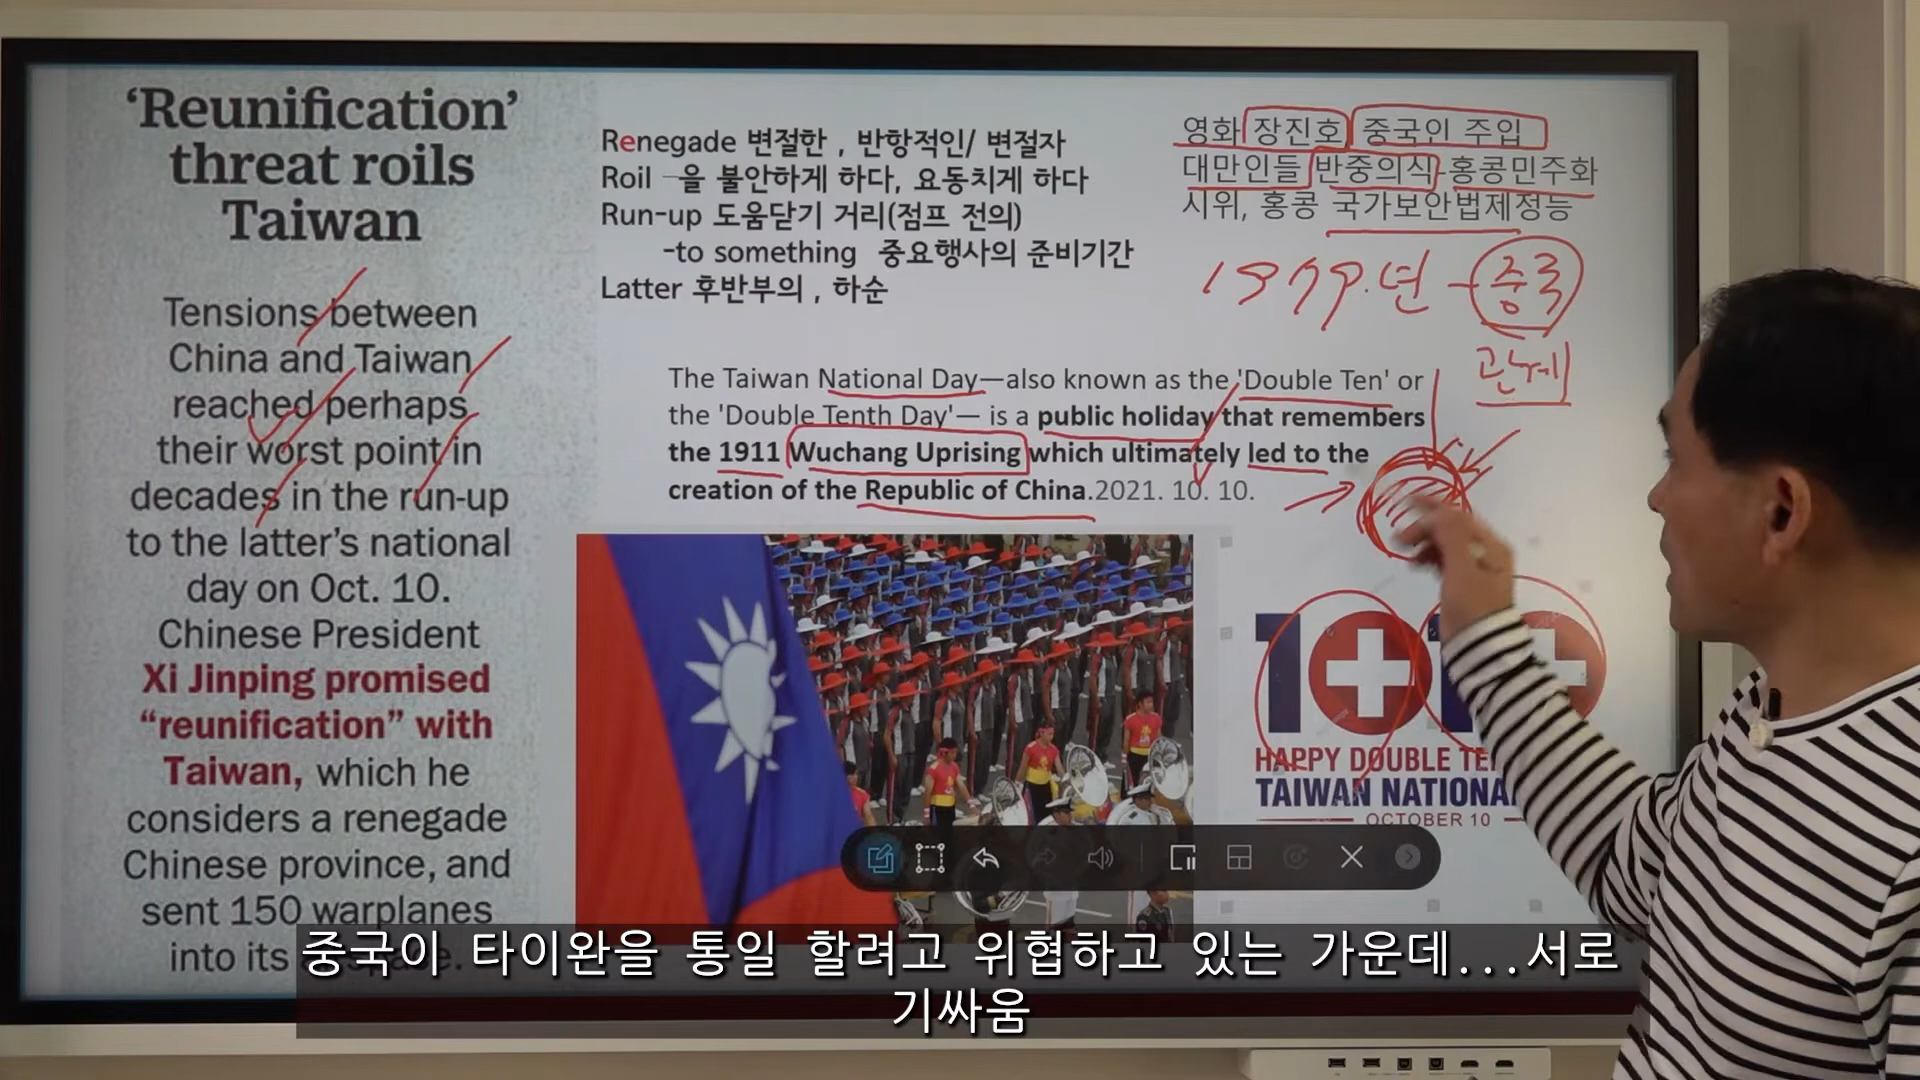 ‘Reunification’
threat roils
Taiwan
Tensions between
China and Taiwan
reached perhaps
their worst point in
decades in the run-up
to the latter’s national
day on Oct. 10.
Chinese President
Xi Jinping promised
“reunification” with
Taiwan, which he
considers a renegade
Chinese province, and
sent 150 warplanes
into its
Renegade 변절한 , 반항적인/ 변절자
Roil –을 불안하게 하다, 요동치게 하다
Run-up 도움닫기 거리(점프 전의)
-to something 중요행사의 준비기간
Latter 후반부의 , 하순
영화 장진호 중국인 주입
대만인들 반중의식-홍콩민주화
시위, 홍콩 국가보안법제정등
1979.년 - 중국
관계
The Taiwan National Day—also known as the 'Double Ten' or
the 'Double Tenth Day'— is a public holiday that remembers
the 1911 Wuchang Uprising which ultimately led to the
creation of the Republic of China.2021. 10. 10.
101
HAPPY DOUBLE TE
TAIWAN NATIONA
OCTOBER 10
중국이 타이완을 통일 할려고 위협하고 있는 가운데...서로
기싸움